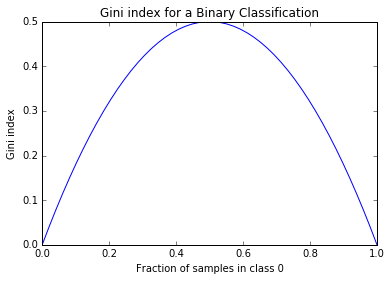 Gini index for a Binary Classification
0.5
0.4
0.3
0.2
0.1
0.0
Gini index
0.0 0.2 0.4 0.6 0.8 1.0
Fraction of samples in class 0